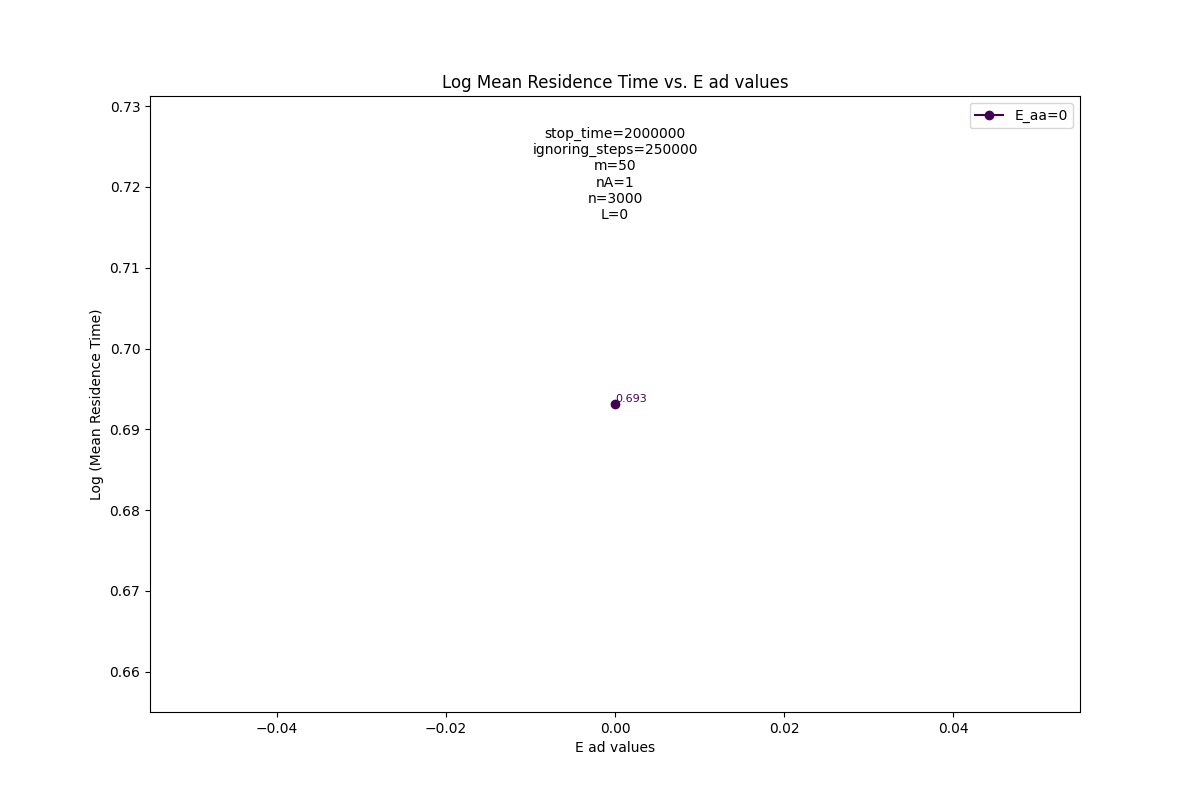 Log Mean Residence Time vs. E ad values
E_aa=0
stop_time=2000000
ignoring_steps=250000
m=50
nA=1
n=3000
L=0
0.73
0.72
0.71
0.70
0.69
0.68
0.67
0.66
Log (Mean Residence Time)
0.693
−0.04
−0.02
0.00
0.02
0.04
E ad values